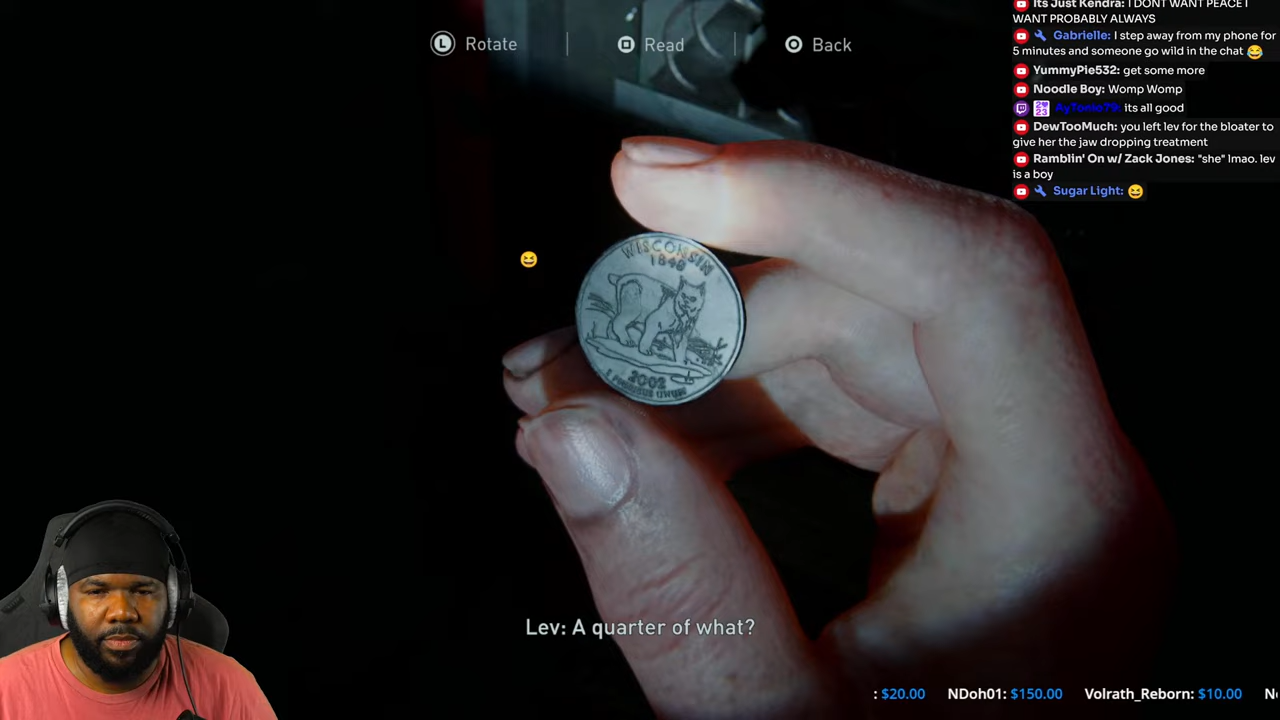 L Rotate
Read
Back
Its Just Kendra: I DONT WANT PEACE I
WANT PROBABLY ALWAYS
Gabrielle: I step away from my phone for
5 minutes and someone go wild in the chat 😂
YummyPie532: get some more
Noodle Boy: Womp Womp
AyTonio79: its all good
DewTooMuch: you left lev for the bloater to
give her the jaw dropping treatment
Ramblin' On w/ Zack Jones: "she" lmao. lev
is a boy
Sugar Light: 😆
WISCONSIN
1848
2002
E PLURIBUS UNUM
Lev: A quarter of what?
: $20.00 NDoh01: $150.00 Volrath_Reborn: $10.00